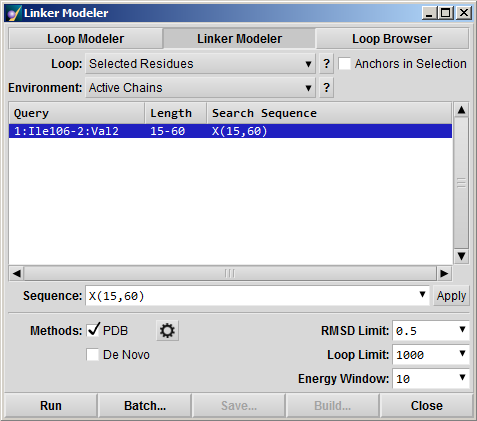 Linker Modeler
Loop Modeler Linker Modeler Loop Browser
Loop: Selected Residues ? Anchors in Selection
Environment: Active Chains ?
Query Length Search Sequence
1:Ile106-2:Val2 15-60 X(15,60)
Sequence: X(15,60) Apply
Methods: PDB RMSD Limit: 0.5
De Novo Loop Limit: 1000
Energy Window: 10
Run Batch... Save... Build... Close